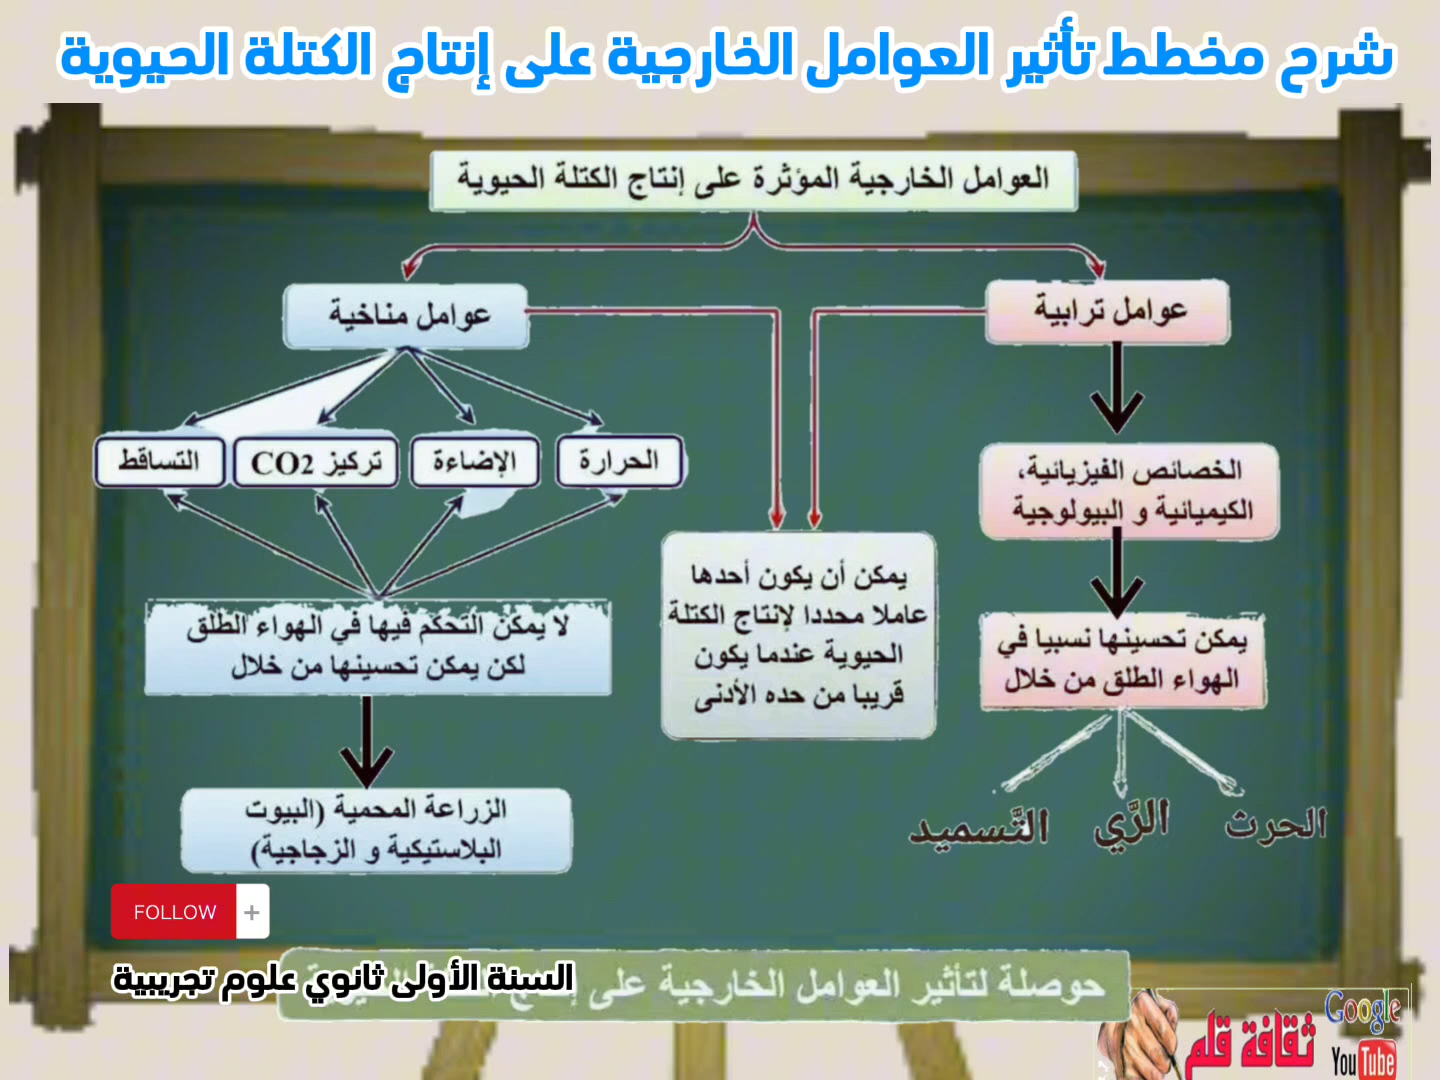 شرح مخطط تأثير العوامل الخارجية على إنتاج الكتلة الحيوية
العوامل الخارجية المؤثرة على إنتاج الكتلة الحيوية
عوامل ترابية
عوامل مناخية
الحرارة
الإضاءة
تركيز CO2
التساقط
الخصائص الفيزيائية،
الكيميائية و البيولوجية
يمكن أن يكون أحدها
عاملا محددا لإنتاج الكتلة
الحيوية عندما يكون
قريبا من حده الأدنى
يمكن تحسينها نسبيا في
الهواء الطلق من خلال
لا يمكن التحكم فيها في الهواء الطلق
لكن يمكن تحسينها من خلال
الحرث
الرَّي
التَّسميد
الزراعة المحمية (البيوت
البلاستيكية و الزجاجية)
FOLLOW +
السنة الأولى ثانوي علوم تجريبية
حوصلة لتأثير العوامل الخارجية على
ثقافة قلم
Google
YouTube